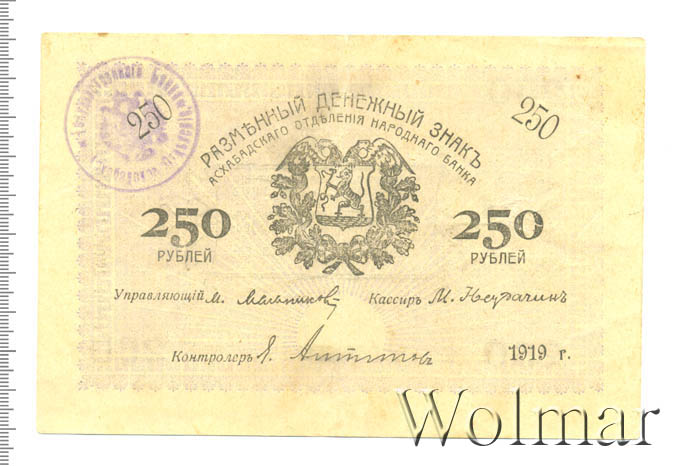 250
250
РАЗМѢННЫЙ ДЕНЕЖНЫЙ ЗНАКЪ
АСХАБАДСКАГО ОТДѢЛЕНІЯ НАРОДНАГО БАНКА
250 250
РУБЛЕЙ РУБЛЕЙ
Управляющій М. Кассиръ М.
Контролеръ
1919 г.
Wolmar